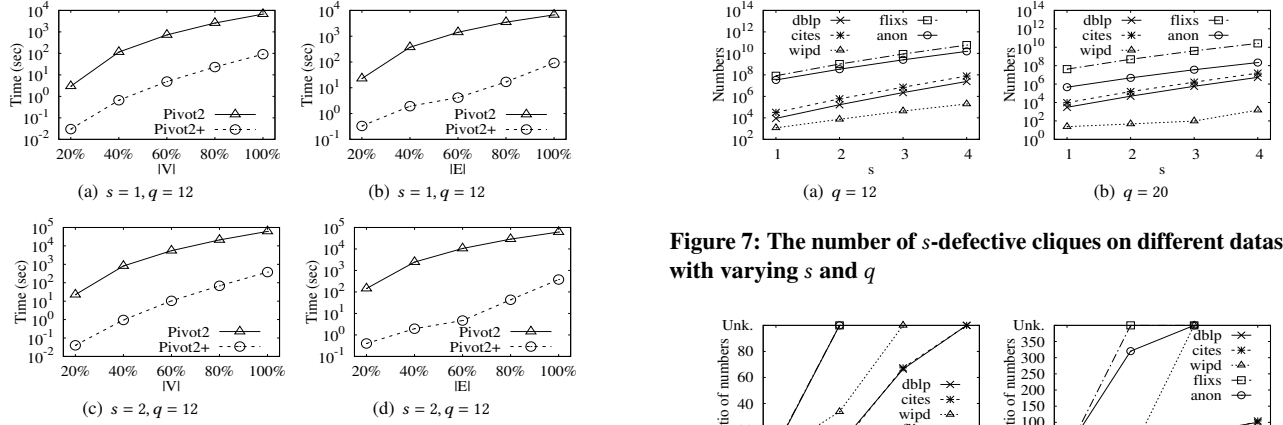 10^4
10^3
10^2
10^1
10^0
10^-1
10^-2
Time (sec)
Pivot2
Pivot2+
20% 40% 60% 80% 100%
|V|
(a) s = 1, q = 12
10^4
10^3
10^2
10^1
10^0
10^-1
Time (sec)
Pivot2
Pivot2+
20% 40% 60% 80% 100%
|E|
(b) s = 1, q = 12
10^5
10^4
10^3
10^2
10^1
10^0
10^-1
10^-2
Time (sec)
Pivot2
Pivot2+
20% 40% 60% 80% 100%
|V|
(c) s = 2, q = 12
10^5
10^4
10^3
10^2
10^1
10^0
10^-1
Time (sec)
Pivot2
Pivot2+
20% 40% 60% 80% 100%
|E|
(d) s = 2, q = 12
10^14
10^12
10^10
10^8
10^6
10^4
10^2
Numbers
dblp flixs
cites anon
wipd
1 2 3 4
s
(a) q = 12
10^14
10^12
10^10
10^8
10^6
10^4
10^2
10^0
Numbers
dblp flixs
cites anon
wipd
1 2 3 4
s
(b) q = 20
Figure 7: The number of s-defective cliques on different datas
with varying s and q
Unk.
80
60
40
of numbers
dblp
cites
wipd
Unk.
350
300
250
200
150
100
of numbers
dblp
cites
wipd
flixs
anon